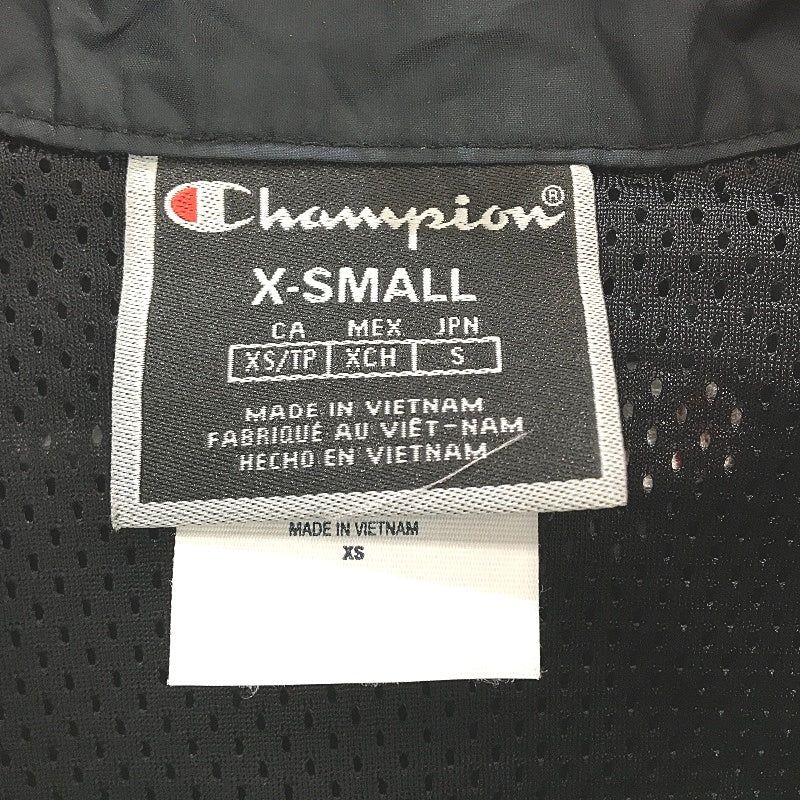 Champion®
X-SMALL
CA MEX JPN
XS/TP XCH S
MADE IN VIETNAM
FABRIQUÉ AU VIÊT-NAM
HECHO EN VIETNAM
MADE IN VIETNAM
XS